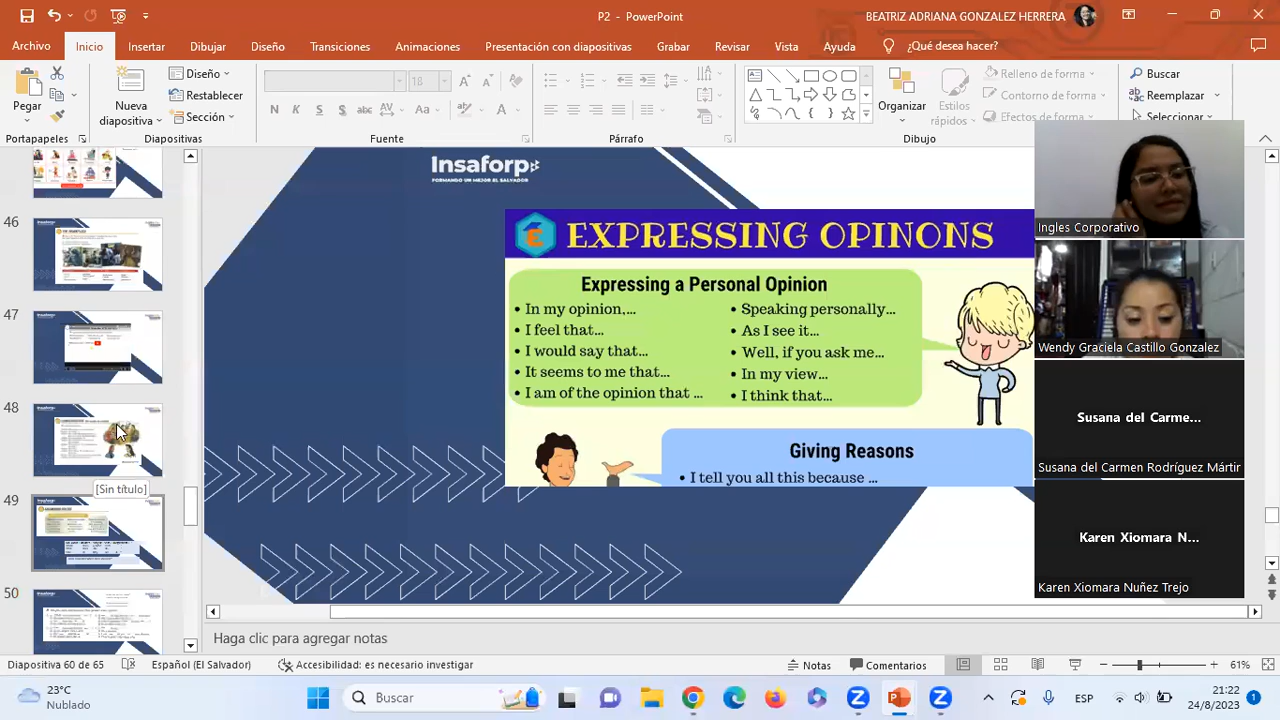 P2 - PowerPoint
BEATRIZ ADRIANA GONZALEZ HERRERA
Archivo Inicio Insertar Dibujar Diseño Transiciones Animaciones Presentación con diapositivas Grabar Revisar Vista Ayuda ¿Qué desea hacer?
Pegar
Nueva diapositiva
Diseño
Restablecer
Sección
18
N K S abc AV Aa A
Organizar
Estilos rápidos
Relleno de forma
Contorno de forma
Efectos de forma
Buscar
Reemplazar
Seleccionar
Portapapeles Diapositivas Fuente Párrafo Dibujo
46
47
48
[Sin título]
49
50
Insaforp
FORMANDO UN MEJOR EL SALVADOR
EXPRESSING OPINONS
Expressing a Personal Opinion
• In my opinion,...
• I feel that...
• I would say that...
• It seems to me that...
• I am of the opinion that ...
• Speaking personally...
• As I see it...
• Well, if you ask me...
• In my view...
• I think that...
Giving Reasons
• I tell you all this because ...
Ingles Corporativo
Wendy Graciela Castillo Gonzalez
Susana del Carme...
Susana del Carmen Rodríguez Mártir
Karen Xiomara N...
Karen Xiomara Nuñez Trejo
Haga clic para agregar notas
Diapositiva 60 de 65 Español (El Salvador) Accesibilidad: es necesario investigar Notas Comentarios 61%
23°C
Nublado
Buscar
ESP
21:22
24/8/2023
1